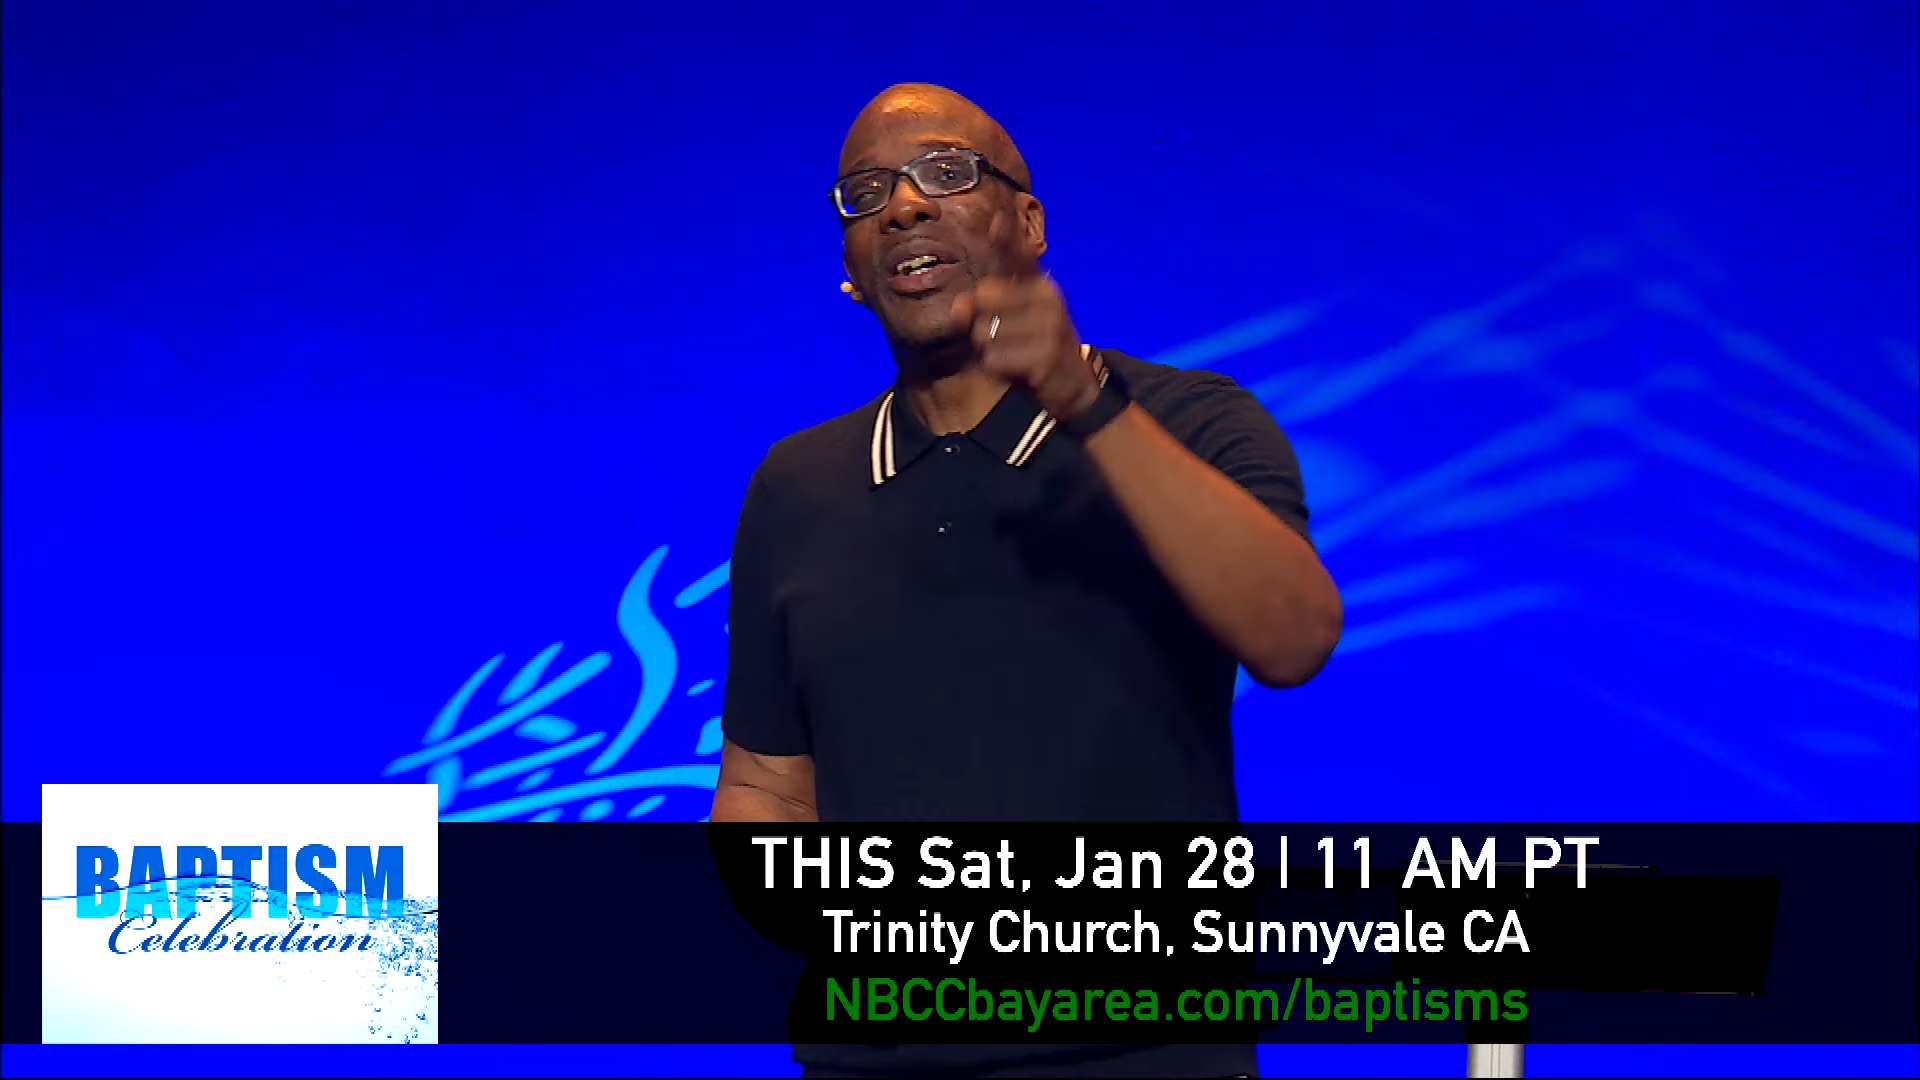 BAPTISM
Celebration
THIS Sat, Jan 28 | 11 AM PT
Trinity Church, Sunnyvale CA
NBCCbayarea.com/baptisms